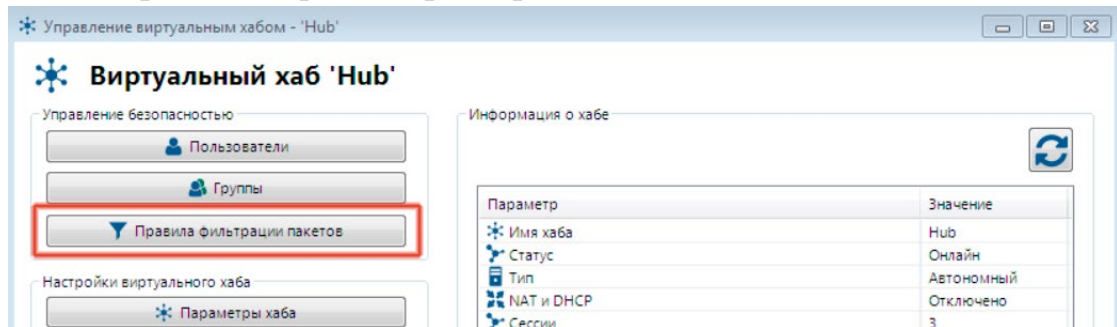 Управление виртуальным хабом - 'Hub'
Виртуальный хаб 'Hub'
Управление безопасностью
Пользователи
Группы
Правила фильтрации пакетов
Настройки виртуального хаба
Параметры хаба
Информация о хабе
Параметр Значение
Имя хаба Hub
Статус Онлайн
Тип Автономный
NAT и DHCP Отключено
Сессии 3